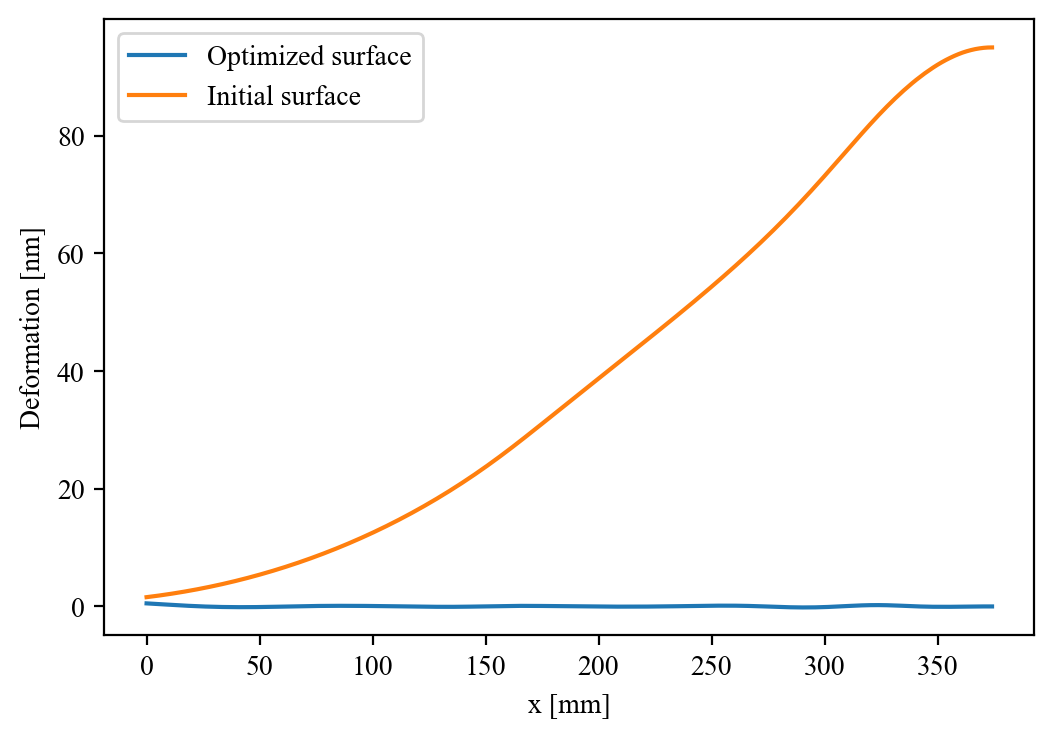 Optimized surface
Initial surface
Deformation [nm]
80
60
40
20
0
0 50 100 150 200 250 300 350
x [mm]